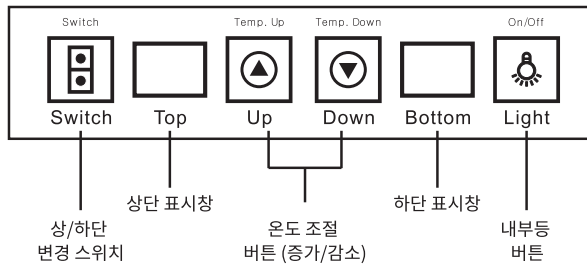 Switch Temp. Up Temp. Down On/Off
Switch Top Up Down Bottom Light
상단 표시창 하단 표시창
상/하단 온도 조절 내부등
변경 스위치 버튼 (증가/감소) 버튼